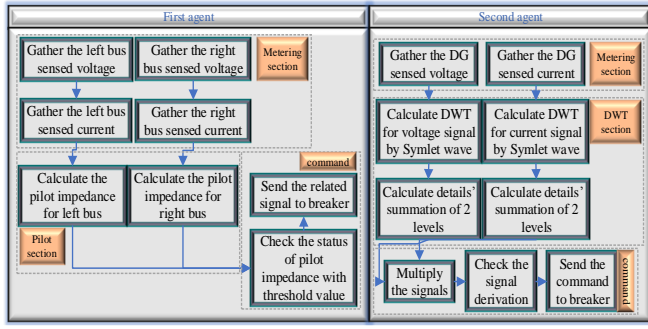 First agent
Gather the left bus
sensed voltage
Gather the right
bus sensed voltage
Metering
section
Gather the left bus
sensed current
Gather the right
bus sensed current
Calculate the
pilot impedance
for left bus
Calculate the pilot
impedance for
right bus
Pilot
section
command
Send the related
signal to breaker
Check the status
of pilot
impedance with
threshold value
Second agent
Gather the DG
sensed voltage
Gather the DG
sensed current
Metering
section
Calculate DWT
for voltage signal
by Symlet wave
Calculate DWT
for current signal
by Symlet wave
DWT
section
Calculate details'
summation of 2
levels
Calculate details'
summation of 2
levels
Multiply
the signals
Check the
signal
derivation
Send the
command
to breaker
command